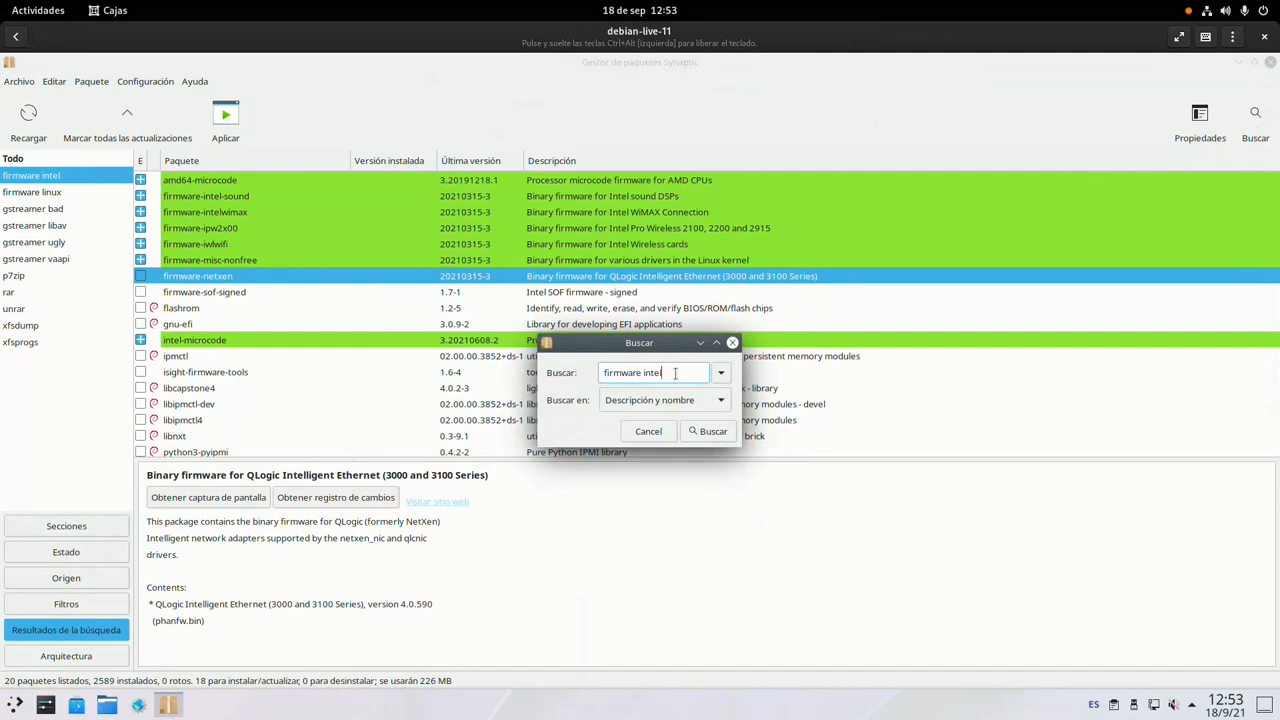 Actividades Cajas 18 de sep 12:53
debian-live-11
Pulse y suelte las teclas Ctrl+Alt [izquierda] para liberar el teclado.
Gestor de paquetes Synaptic
Archivo Editar Paquete Configuración Ayuda
Recargar Marcar todas las actualizaciones Aplicar Propiedades Buscar
Todo
firmware intel
firmware linux
gstreamer bad
gstreamer libav
gstreamer ugly
gstreamer vaapi
p7zip
rar
unrar
xfsdump
xfsprogs
E Paquete Versión instalada Última versión Descripción
amd64-microcode 3.20191218.1 Processor microcode firmware for AMD CPUs
firmware-intel-sound 20210315-3 Binary firmware for Intel sound DSPs
firmware-intelwimax 20210315-3 Binary firmware for Intel WiMAX Connection
firmware-ipw2x00 20210315-3 Binary firmware for Intel Pro Wireless 2100, 2200 and 2915
firmware-iwlwifi 20210315-3 Binary firmware for Intel Wireless cards
firmware-misc-nonfree 20210315-3 Binary firmware for various drivers in the Linux kernel
firmware-netxen 20210315-3 Binary firmware for QLogic Intelligent Ethernet (3000 and 3100 Series)
firmware-sof-signed 1.7-1 Intel SOF firmware - signed
flashrom 1.2-5 Identify, read, write, erase, and verify BIOS/ROM/flash chips
gnu-efi 3.0.9-2 Library for developing EFI applications
intel-microcode 3.20210608.2 Proc
ipmctl 02.00.00.3852+ds-1 uti persistent memory modules
isight-firmware-tools 1.6-4 to
libcapstone4 4.0.2-3 lig - library
libipmctl-dev 02.00.00.3852+ds-1 uti mory modules - devel
libipmctl4 02.00.00.3852+ds-1 uti mory modules
libnxt 0.3-9.1 uti brick
python3-pyipmi 0.4.2-2 Pure Python IPMI library
Buscar
Buscar: firmware intel
Buscar en: Descripción y nombre
Cancel Buscar
Binary firmware for QLogic Intelligent Ethernet (3000 and 3100 Series)
Obtener captura de pantalla Obtener registro de cambios Visitar sitio web
This package contains the binary firmware for QLogic (formerly NetXen)
Intelligent network adapters supported by the netxen_nic and qlcnic
drivers.
Contents:
* QLogic Intelligent Ethernet (3000 and 3100 Series), version 4.0.590
(phanfw.bin)
Secciones
Estado
Origen
Filtros
Resultados de la búsqueda
Arquitectura
20 paquetes listados, 2589 instalados, 0 rotos. 18 para instalar/actualizar, 0 para desinstalar; se usarán 226 MB
ES 12:53
18/9/21